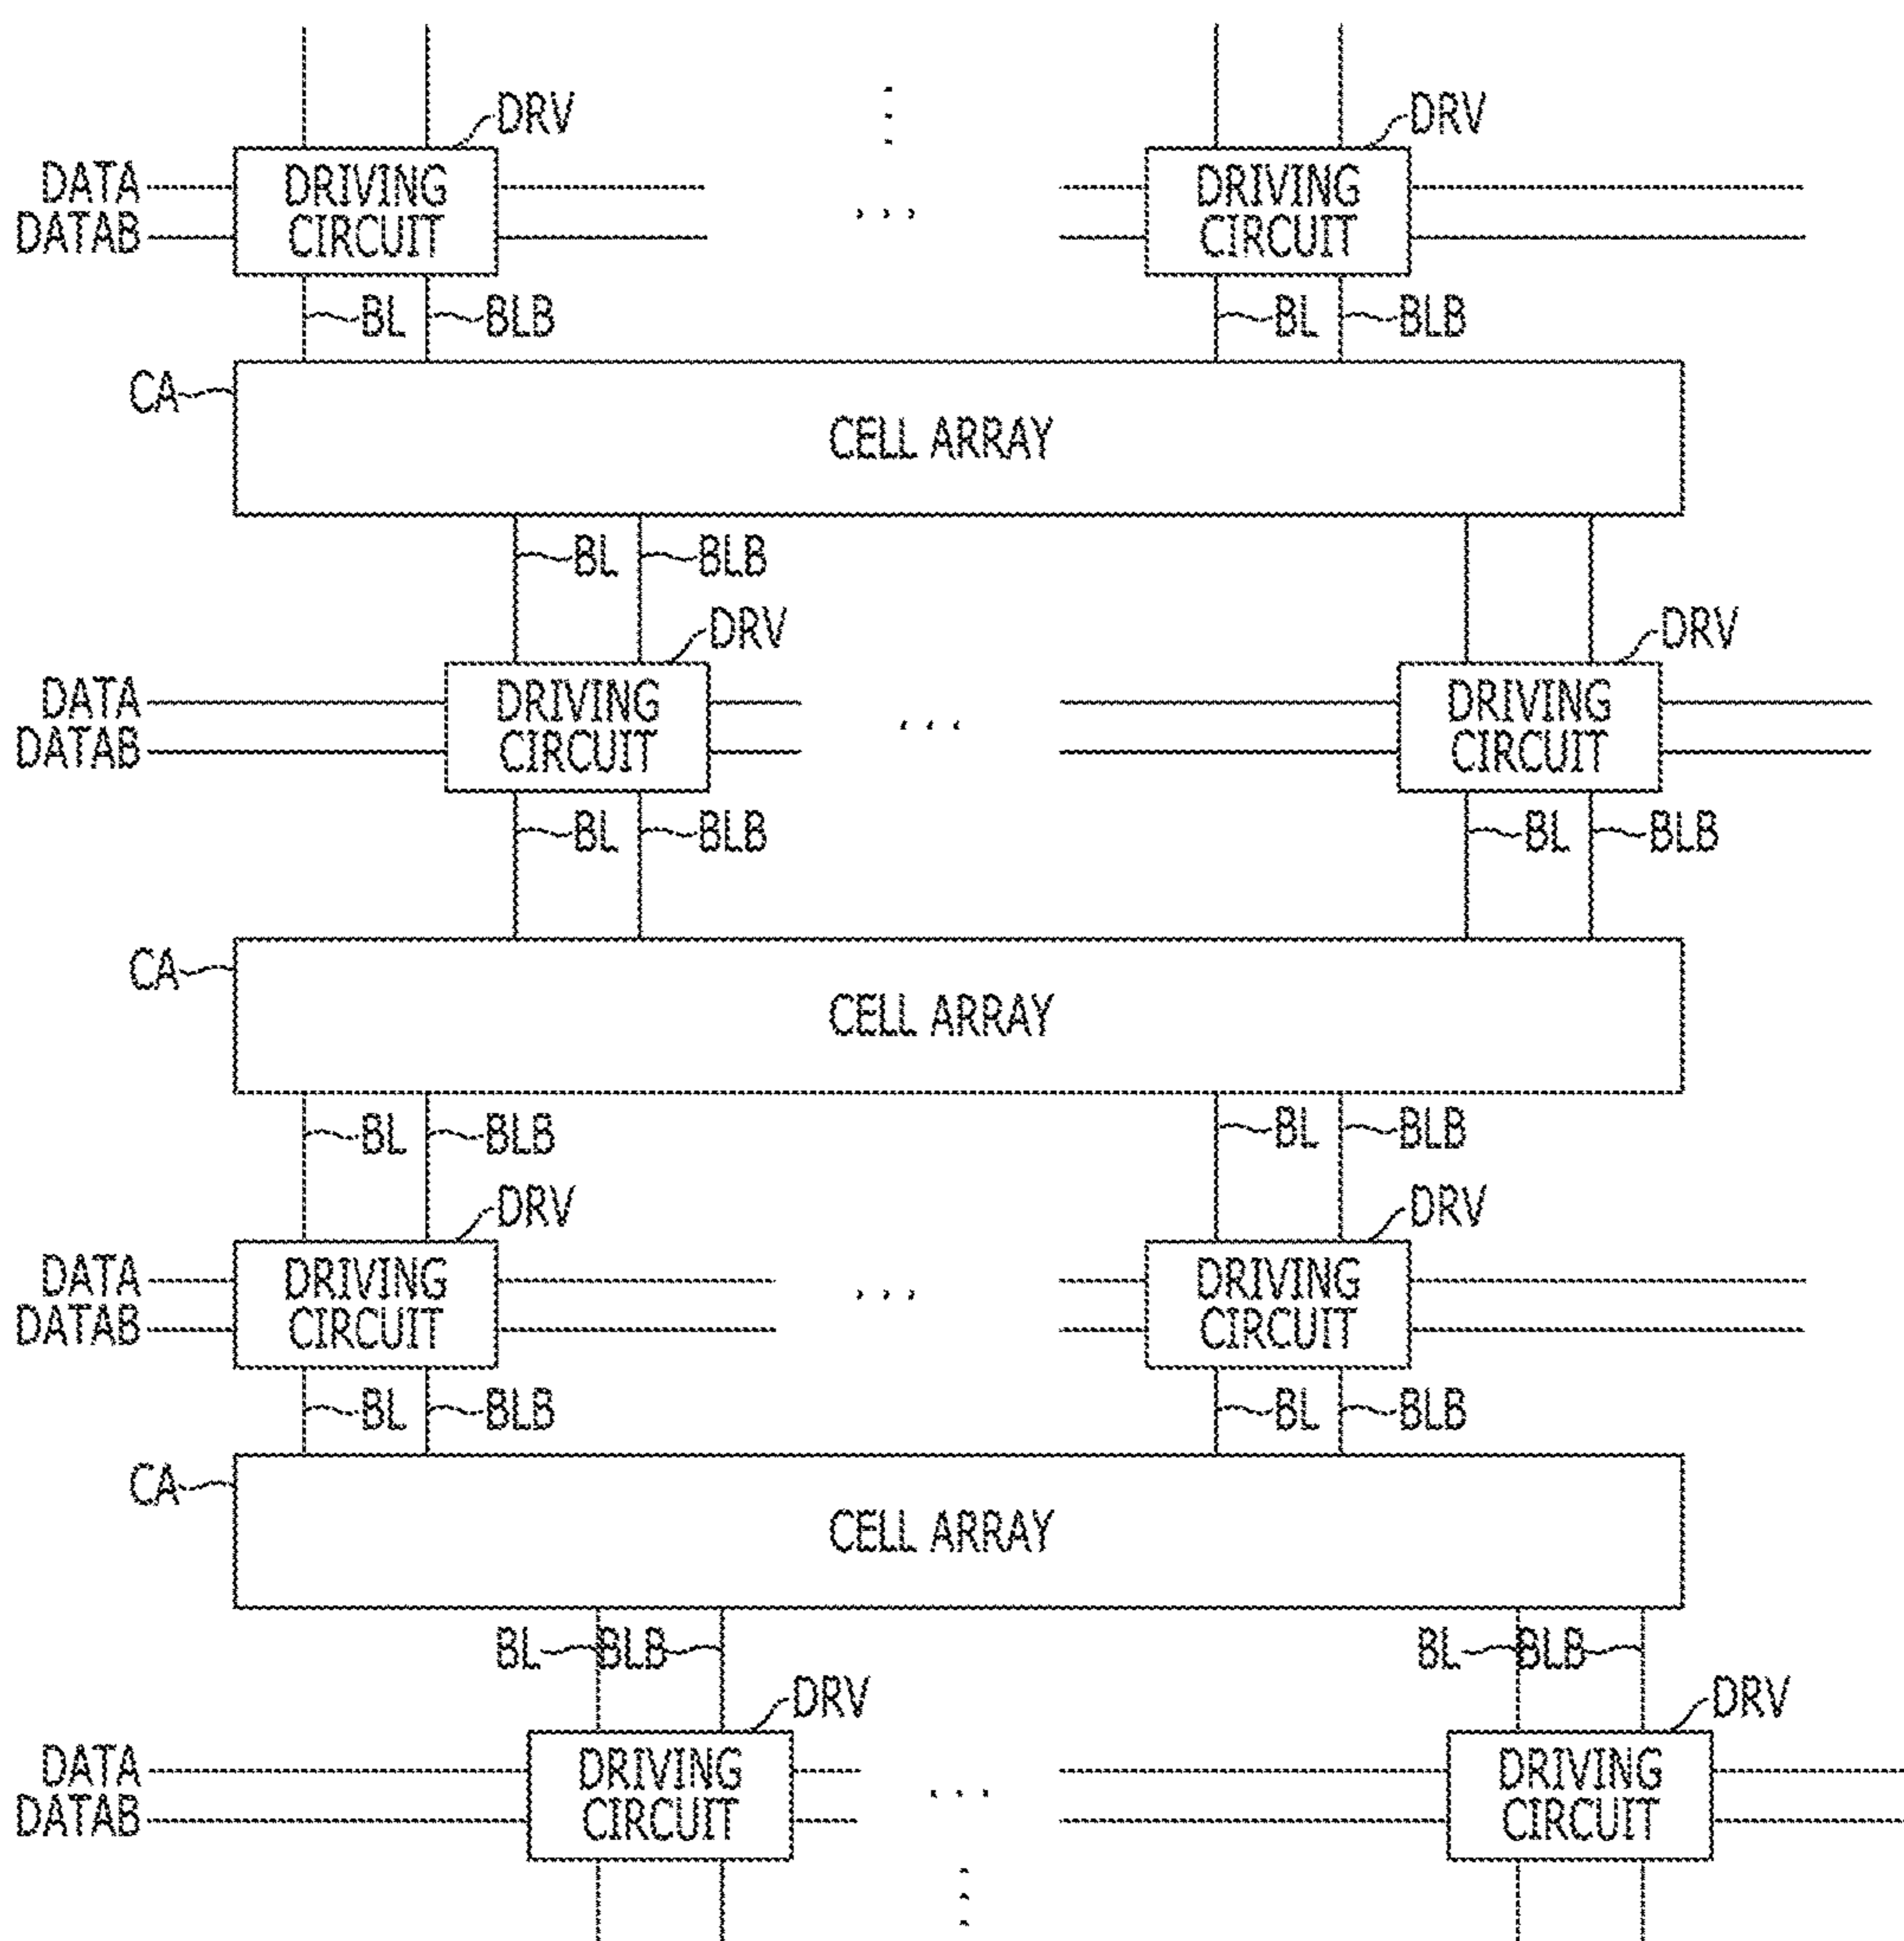 DRV DRV
DATA DRIVING DRIVING
DATAB CIRCUIT CIRCUIT
BL BLB BL BLB
CA
CELL ARRAY
BL BLB
DRV DRV
DATA DRIVING DRIVING
DATAB CIRCUIT CIRCUIT
BL BLB BL BLB
CA
CELL ARRAY
BL BLB BL BLB
DRV DRV
DATA DRIVING DRIVING
DATAB CIRCUIT CIRCUIT
BL BLB BL BLB
CA
CELL ARRAY
BL BLB BL BLB
DRV DRV
DATA DRIVING DRIVING
DATAB CIRCUIT CIRCUIT